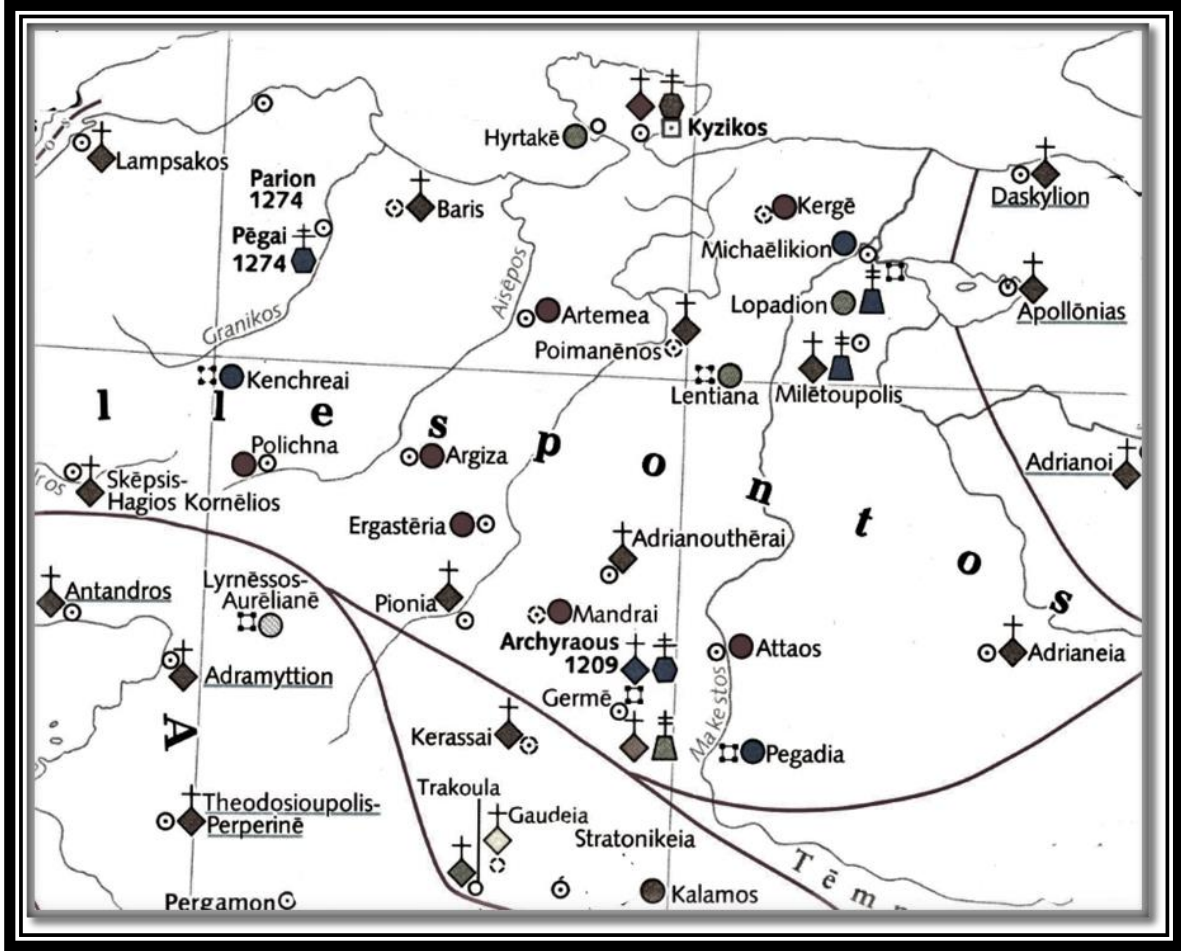 Hyrtakē
Kyzikos
Lampsakos
Parion
1274
Daskylion
Baris
Kergē
Pēgai
1274
Michaēlikion
Aisēpos
Lopadion
Apollōnias
Granikos
Artemea
Poimanēnos
Kenchreai
Lentiana
Milētoupolis
l l e s p o n t o s
Polichna
Argiza
Adrianoi
Skēpsis-
Hagios Kornēlios
Ergastēria
Adrianouthērai
Lyrnēssos-
Aurēlianē
Antandros
Pionia
Mandrai
Archyraous
1209
Attaos
Adrianeia
Adramyttion
Germē
Makestos
A
Kerassai
Pegadia
Trakoula
Theodosioupolis-
Perperinē
Gaudeia
Stratonikeia
Tēm
Kalamos
Pergamon